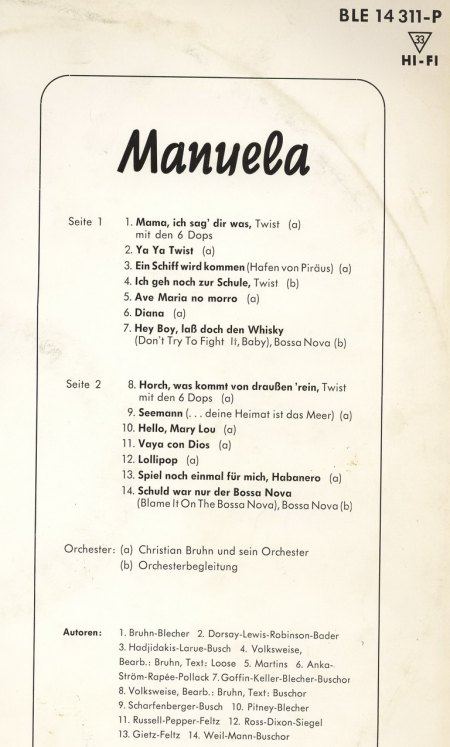 BLE 14 311-P
33
HI-FI
Manuela
Seite 1 1. Mama, ich sag' dir was, Twist (a)
mit den 6 Dops
2. Ya Ya Twist (a)
3. Ein Schiff wird kommen (Hafen von Piräus) (a)
4. Ich geh noch zur Schule, Twist (b)
5. Ave Maria no morro (a)
6. Diana (a)
7. Hey Boy, laß doch den Whisky
(Don't Try To Fight It, Baby), Bossa Nova (b)
Seite 2 8. Horch, was kommt von draußen 'rein, Twist
mit den 6 Dops (a)
9. Seemann (... deine Heimat ist das Meer) (a)
10. Hello, Mary Lou (a)
11. Vaya con Dios (a)
12. Lollipop (a)
13. Spiel noch einmal für mich, Habanero (a)
14. Schuld war nur der Bossa Nova
(Blame It On The Bossa Nova), Bossa Nova (b)
Orchester: (a) Christian Bruhn und sein Orchester
(b) Orchesterbegleitung
Autoren: 1. Bruhn-Blecher 2. Dorsay-Lewis-Robinson-Bader
3. Hadjidakis-Larue-Busch 4. Volksweise,
Bearb.: Bruhn, Text: Loose 5. Martins 6. Anka-
Ström-Rapée-Pollack 7. Goffin-Keller-Blecher-Buschor
8. Volksweise, Bearb.: Bruhn, Text: Buschor
9. Scharfenberger-Busch 10. Pitney-Blecher
11. Russell-Pepper-Feltz 12. Ross-Dixon-Siegel
13. Gietz-Feltz 14. Weil-Mann-Buschor